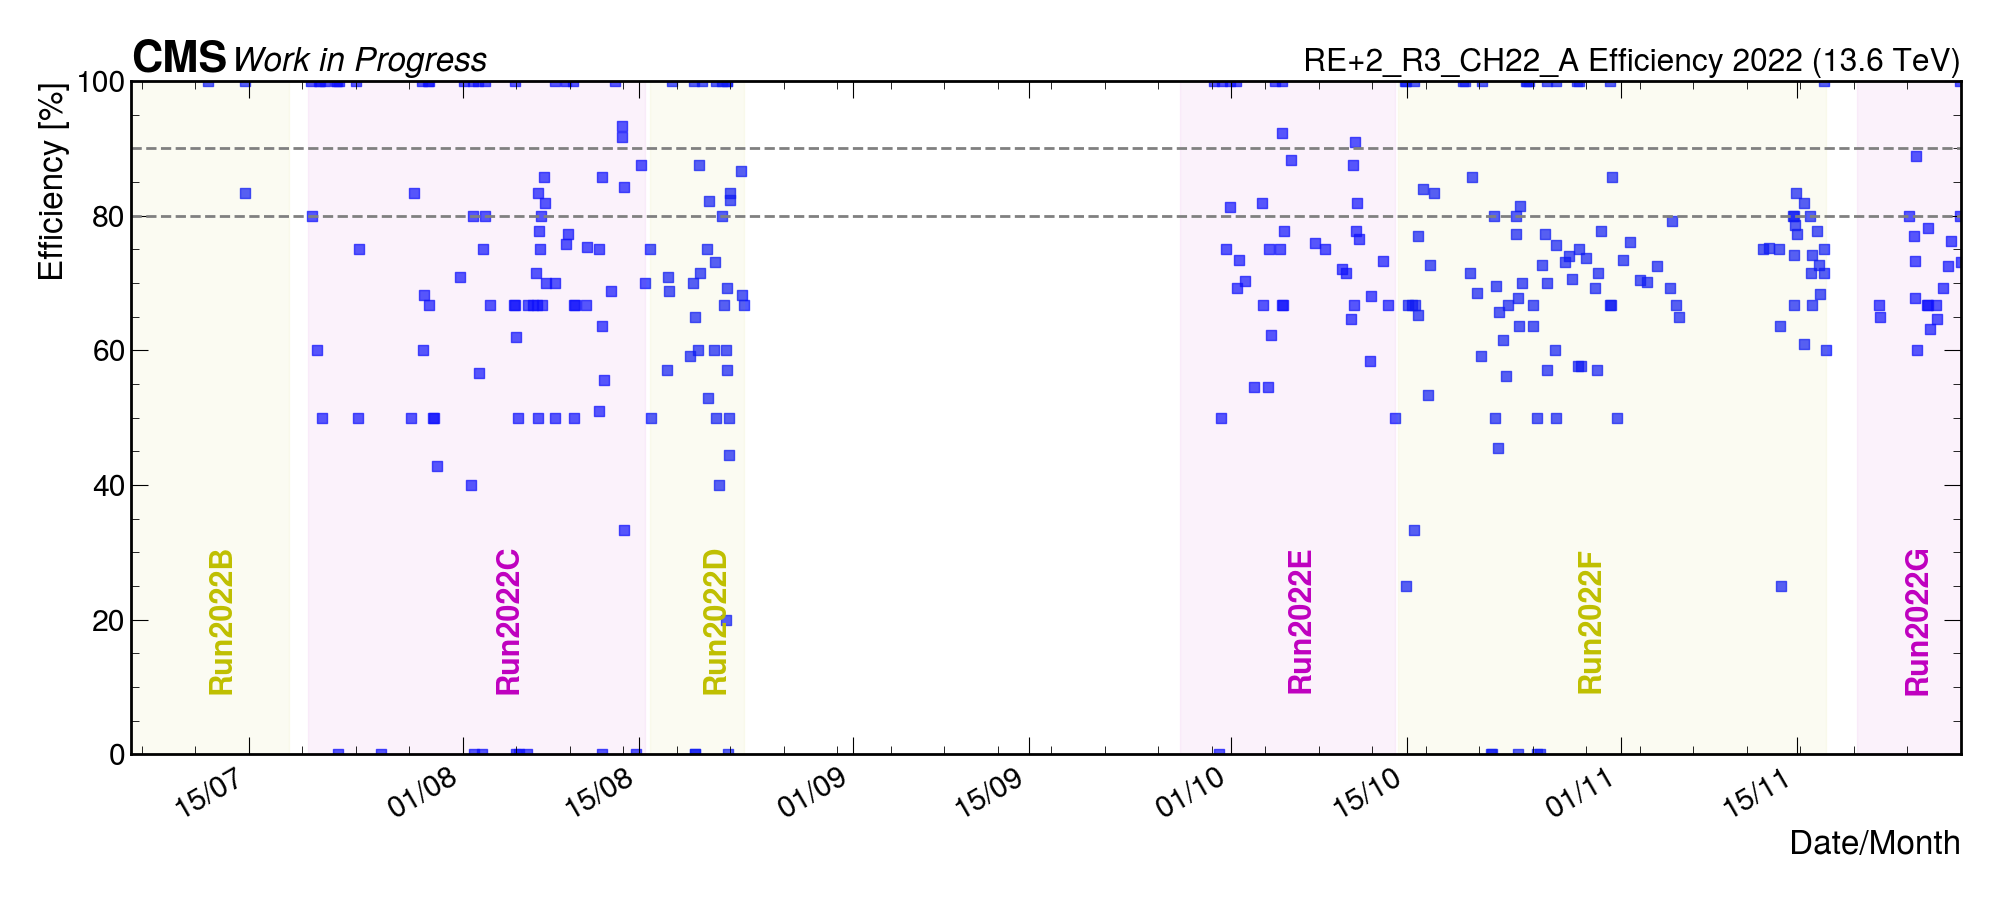 CMS Work in Progress
RE+2_R3_CH22_A Efficiency 2022 (13.6 TeV)
Efficiency [%]
100
80
60
40
20
0
Run2022B
Run2022C
Run2022D
Run2022E
Run2022F
Run2022G
15/07
01/08
15/08
01/09
15/09
01/10
15/10
01/11
15/11
Date/Month